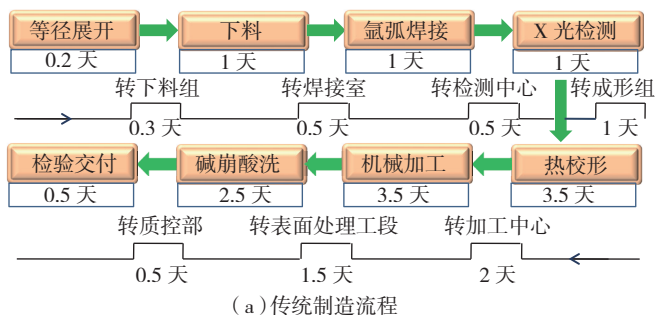 等径展开 下料 氩弧焊接 X 光检测
0.2 天 1 天 1 天 1 天
转下料组 转焊接室 转检测中心 转成形组
0.3 天 0.5 天 0.5 天 1 天
检验交付 碱崩酸洗 机械加工 热校形
0.5 天 2.5 天 3.5 天 3.5 天
转质控部 转表面处理工段 转加工中心
0.5 天 1.5 天 2 天
（a）传统制造流程